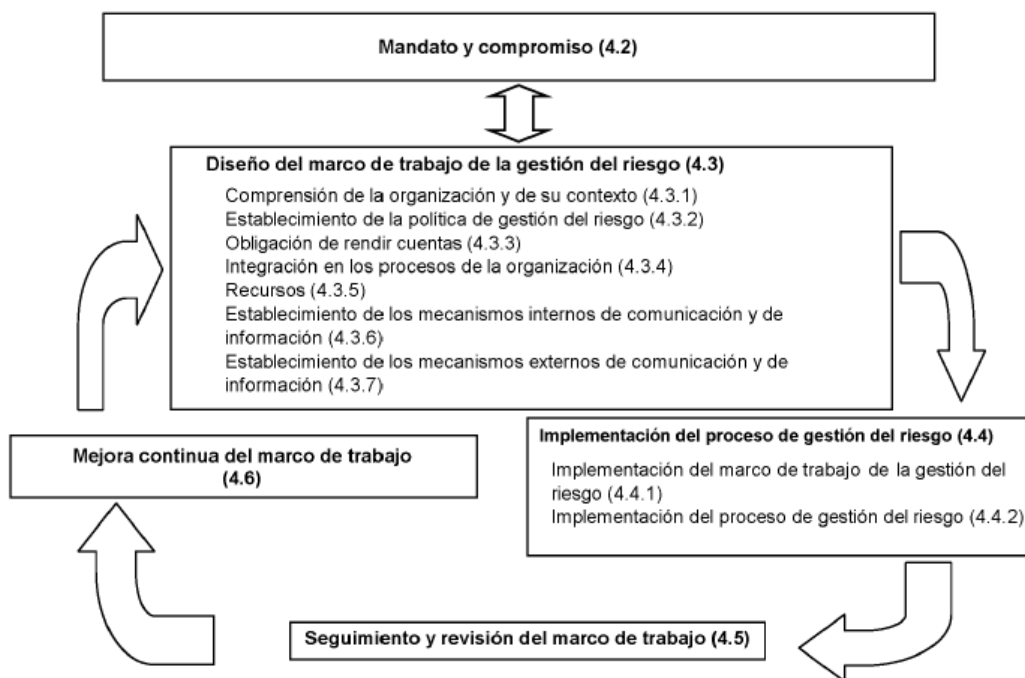 Mandato y compromiso (4.2)
Diseño del marco de trabajo de la gestión del riesgo (4.3)
Comprensión de la organización y de su contexto (4.3.1)
Establecimiento de la política de gestión del riesgo (4.3.2)
Obligación de rendir cuentas (4.3.3)
Integración en los procesos de la organización (4.3.4)
Recursos (4.3.5)
Establecimiento de los mecanismos internos de comunicación y de
información (4.3.6)
Establecimiento de los mecanismos externos de comunicación y de
información (4.3.7)
Implementación del proceso de gestión del riesgo (4.4)
Implementación del marco de trabajo de la gestión del
riesgo (4.4.1)
Implementación del proceso de gestión del riesgo (4.4.2)
Seguimiento y revisión del marco de trabajo (4.5)
Mejora continua del marco de trabajo
(4.6)